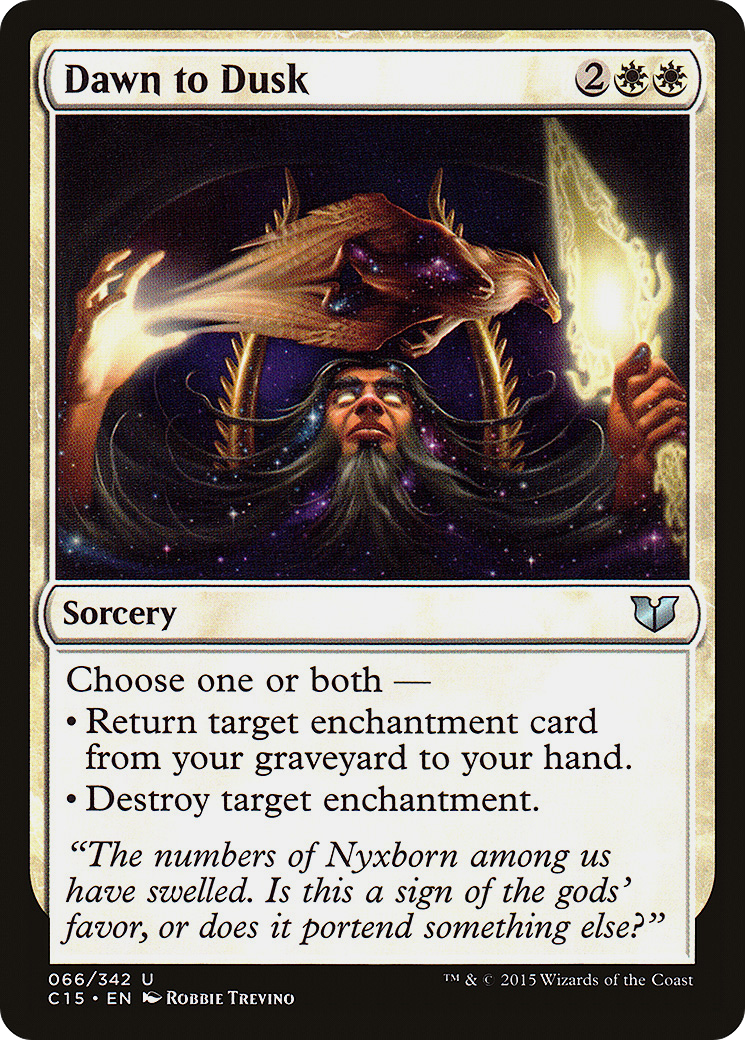 Dawn to Dusk 2
Sorcery
Choose one or both —
• Return target enchantment card
from your graveyard to your hand.
• Destroy target enchantment.
“The numbers of Nyxborn among us
have swelled. Is this a sign of the gods’
favor, or does it portend something else?”
066/342 U ™ & © 2015 Wizards of the Coast
C15 • EN Robbie Trevino